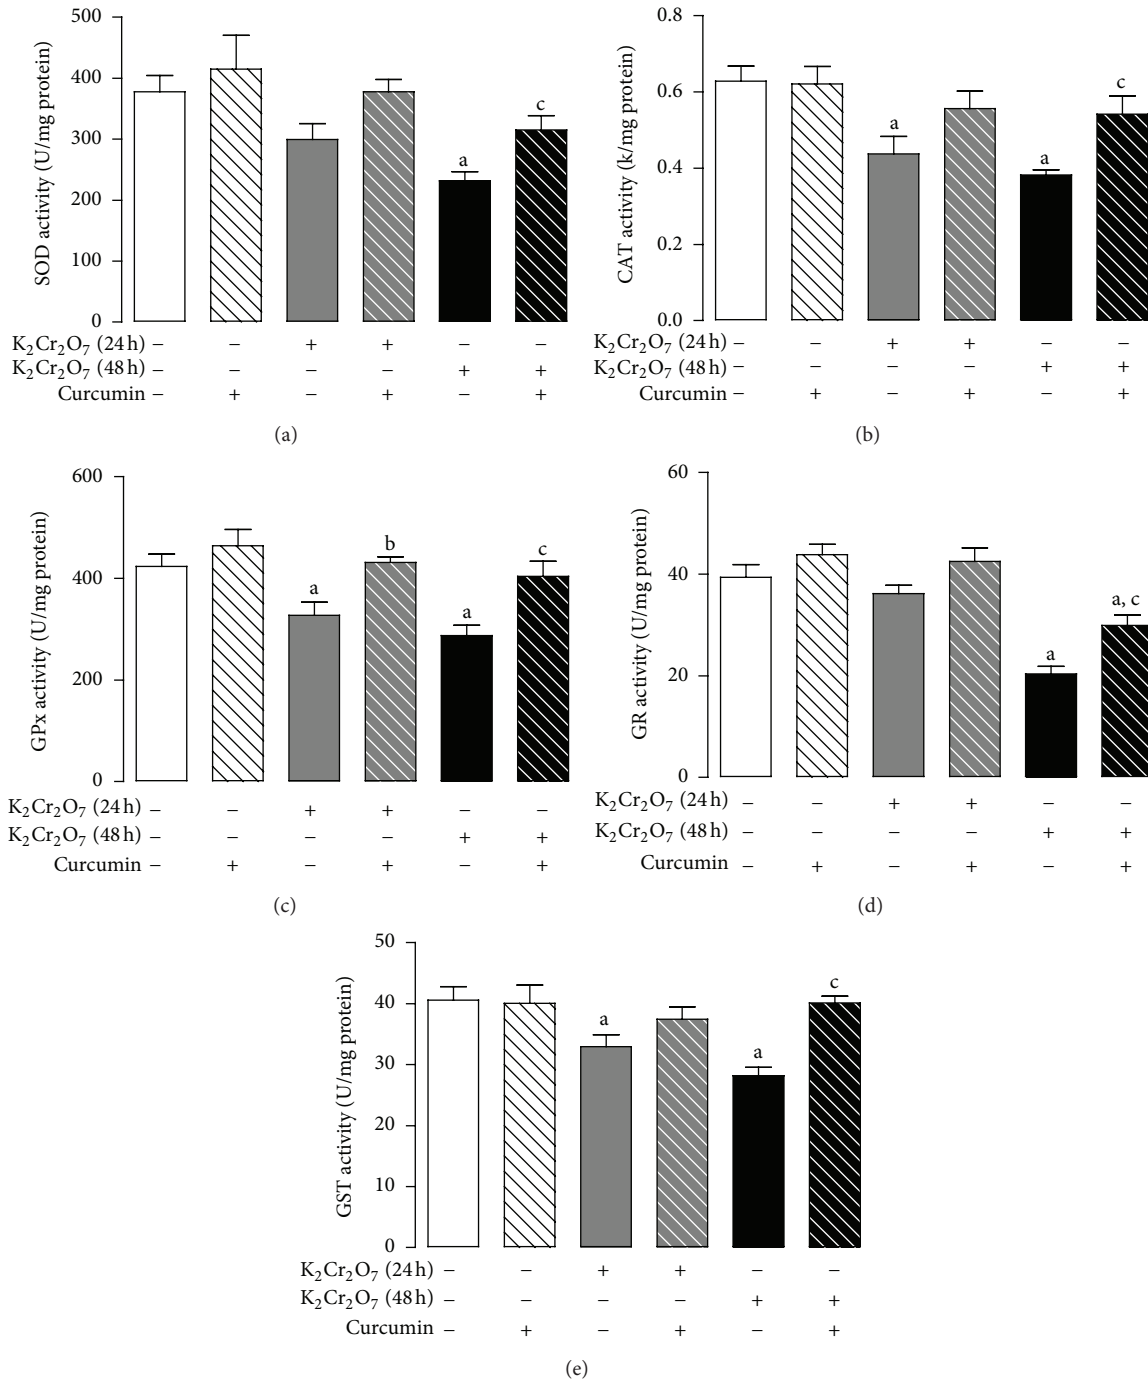 500
400
300
200
100
0
SOD activity (U/mg protein)
a
c
K₂Cr₂O₇ (24 h) – – + + – –
K₂Cr₂O₇ (48 h) – – – – + +
Curcumin – + – + – +
(a)
0.8
0.6
0.4
0.2
0.0
CAT activity (k/mg protein)
a
a
c
K₂Cr₂O₇ (24 h) – – + + – –
K₂Cr₂O₇ (48 h) – – – – + +
Curcumin – + – + – +
(b)
600
400
200
0
GPx activity (U/mg protein)
a
b
a
c
K₂Cr₂O₇ (24 h) – – + + – –
K₂Cr₂O₇ (48 h) – – – – + +
Curcumin – + – + – +
(c)
60
40
20
0
GR activity (U/mg protein)
a
a, c
K₂Cr₂O₇ (24 h) – – + + – –
K₂Cr₂O₇ (48 h) – – – – + +
Curcumin – + – + – +
(d)
50
40
30
20
10
0
GST activity (U/mg protein)
a
a
c
K₂Cr₂O₇ (24 h) – – + + – –
K₂Cr₂O₇ (48 h) – – – – + +
Curcumin – + – + – +
(e)